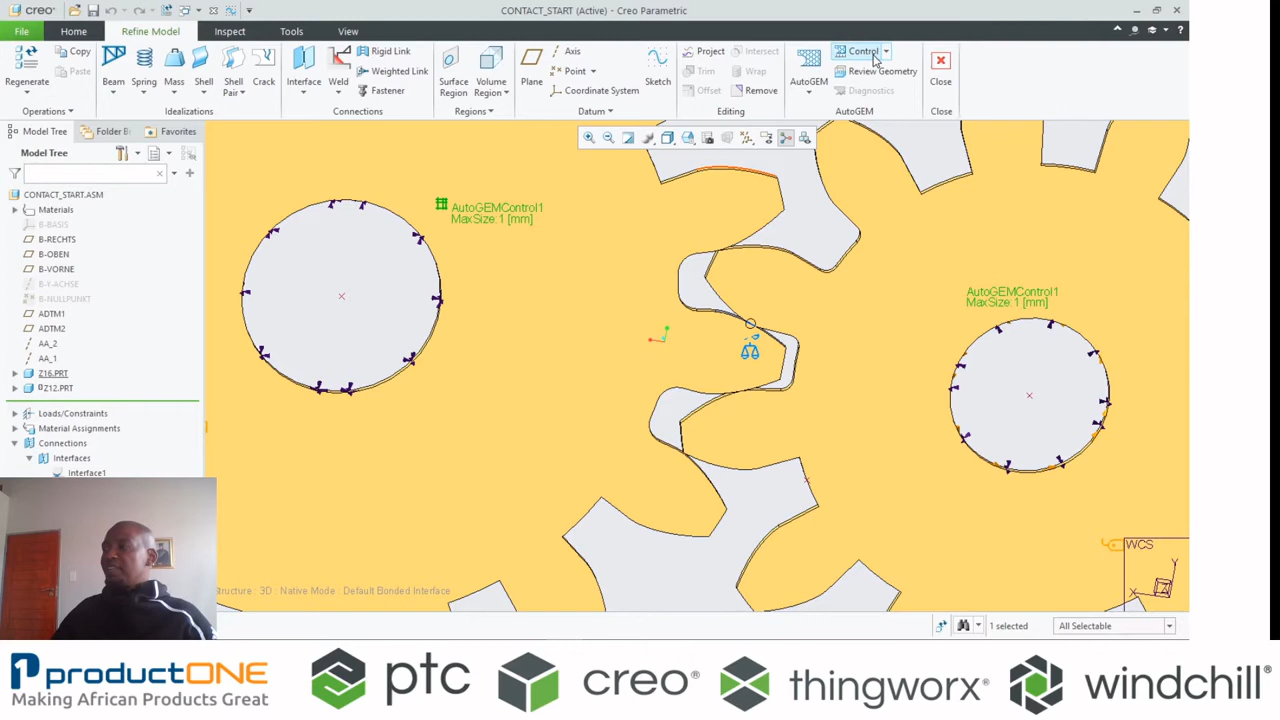 CONTACT_START (Active) - Creo Parametric
File
Home
Refine Model
Inspect
Tools
View
Regenerate
Copy
Paste
Operations
Beam
Spring
Mass
Shell
Shell Pair
Crack
Idealizations
Interface
Weld
Rigid Link
Weighted Link
Fastener
Connections
Surface Region
Volume Region
Regions
Plane
Axis
Point
Coordinate System
Sketch
Datum
Project
Intersect
Trim
Wrap
Offset
Remove
Editing
AutoGEM
Control
Review Geometry
Diagnostics
AutoGEM
Close
Close
Model Tree
Folder Br
Favorites
Model Tree
CONTACT_START.ASM
Materials
B-BASIS
B-RECHTS
B-OBEN
B-VORNE
B-Y-ACHSE
B-NULLPUNKT
ADTM1
ADTM2
AA_2
AA_1
Z16.PRT
Z12.PRT
Loads/Constraints
Material Assignments
Connections
Interfaces
Interface1
AutoGEMControl1
MaxSize:1 [mm]
AutoGEMControl1
MaxSize:1 [mm]
WCS
Y
X
structure : 3D : Native Mode : Default Bonded Interface
1 selected
All Selectable
productONE
Making African Products Great
ptc
creo®
thingworx®
windchill®